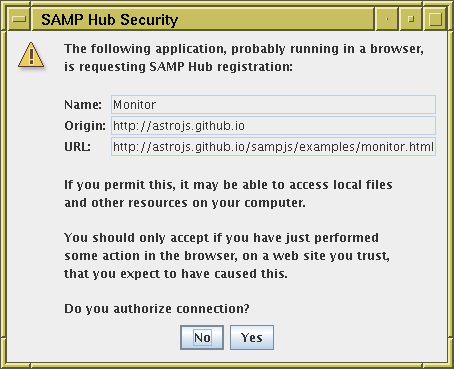 SAMP Hub Security
The following application, probably running in a browser,
is requesting SAMP Hub registration:
Name: Monitor
Origin: http://astrojs.github.io
URL: http://astrojs.github.io/sampjs/examples/monitor.html
If you permit this, it may be able to access local files
and other resources on your computer.
You should only accept if you have just performed
some action in the browser, on a web site you trust,
that you expect to have caused this.
Do you authorize connection?
No Yes